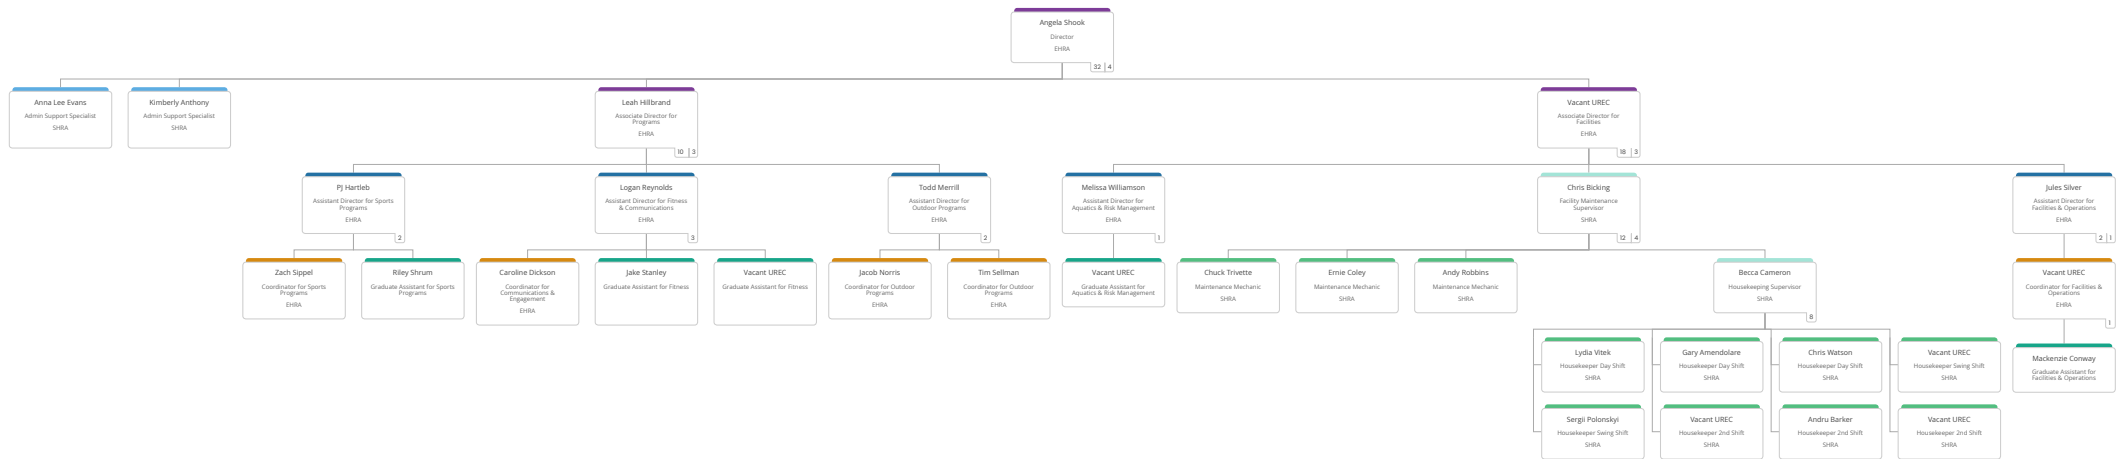 Angela Shook
Director
EHRA
32 4
Anna Lee Evans
Admin Support Specialist
SHRA
Kimberly Anthony
Admin Support Specialist
SHRA
Leah Hillbrand
Associate Director for
Programs
EHRA
10 3
Vacant UREC
Associate Director for
Facilities
EHRA
18 3
PJ Hartleb
Assistant Director for Sports
Programs
EHRA
2
Logan Reynolds
Assistant Director for Fitness
& Communications
EHRA
3
Todd Merrill
Assistant Director for
Outdoor Programs
EHRA
2
Melissa Williamson
Assistant Director for
Aquatics & Risk Management
EHRA
1
Chris Bicking
Facility Maintenance
Supervisor
SHRA
12 4
Jules Silver
Assistant Director for
Facilities & Operations
EHRA
2 1
Zach Sippel
Coordinator for Sports
Programs
EHRA
Riley Shrum
Graduate Assistant for Sports
Programs
Caroline Dickson
Coordinator for
Communications &
Engagement
EHRA
Jake Stanley
Graduate Assistant for Fitness
Vacant UREC
Graduate Assistant for Fitness
Jacob Norris
Coordinator for Outdoor
Programs
EHRA
Tim Sellman
Coordinator for Outdoor
Programs
EHRA
Vacant UREC
Graduate Assistant for
Aquatics & Risk Management
Chuck Trivette
Maintenance Mechanic
SHRA
Ernie Coley
Maintenance Mechanic
SHRA
Andy Robbins
Maintenance Mechanic
SHRA
Becca Cameron
Housekeeping Supervisor
SHRA
8
Vacant UREC
Coordinator for Facilities &
Operations
EHRA
1
Lydia Vitek
Housekeeper Day Shift
SHRA
Gary Amendolare
Housekeeper Day Shift
SHRA
Chris Watson
Housekeeper Day Shift
SHRA
Vacant UREC
Housekeeper Swing Shift
SHRA
Mackenzie Conway
Graduate Assistant for
Facilities & Operations
Sergii Polonskyi
Housekeeper Swing Shift
SHRA
Vacant UREC
Housekeeper 2nd Shift
SHRA
Andru Barker
Housekeeper 2nd Shift
SHRA
Vacant UREC
Housekeeper 2nd Shift
SHRA